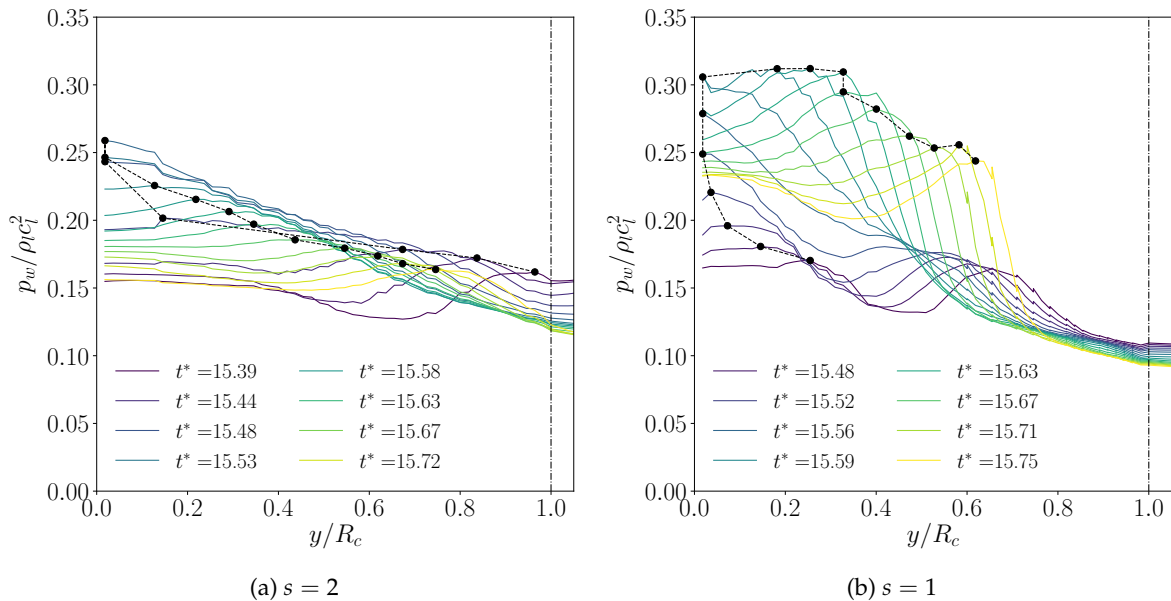 0.35
0.30
0.25
0.20
0.15
0.10
0.05
0.00
p_w/ρ_l c_l^2
t* =15.39
t* =15.44
t* =15.48
t* =15.53
t* =15.58
t* =15.63
t* =15.67
t* =15.72
0.0 0.2 0.4 0.6 0.8 1.0
y/R_c
(a) s = 2
0.35
0.30
0.25
0.20
0.15
0.10
0.05
0.00
p_w/ρ_l c_l^2
t* =15.48
t* =15.52
t* =15.56
t* =15.59
t* =15.63
t* =15.67
t* =15.71
t* =15.75
0.0 0.2 0.4 0.6 0.8 1.0
y/R_c
(b) s = 1